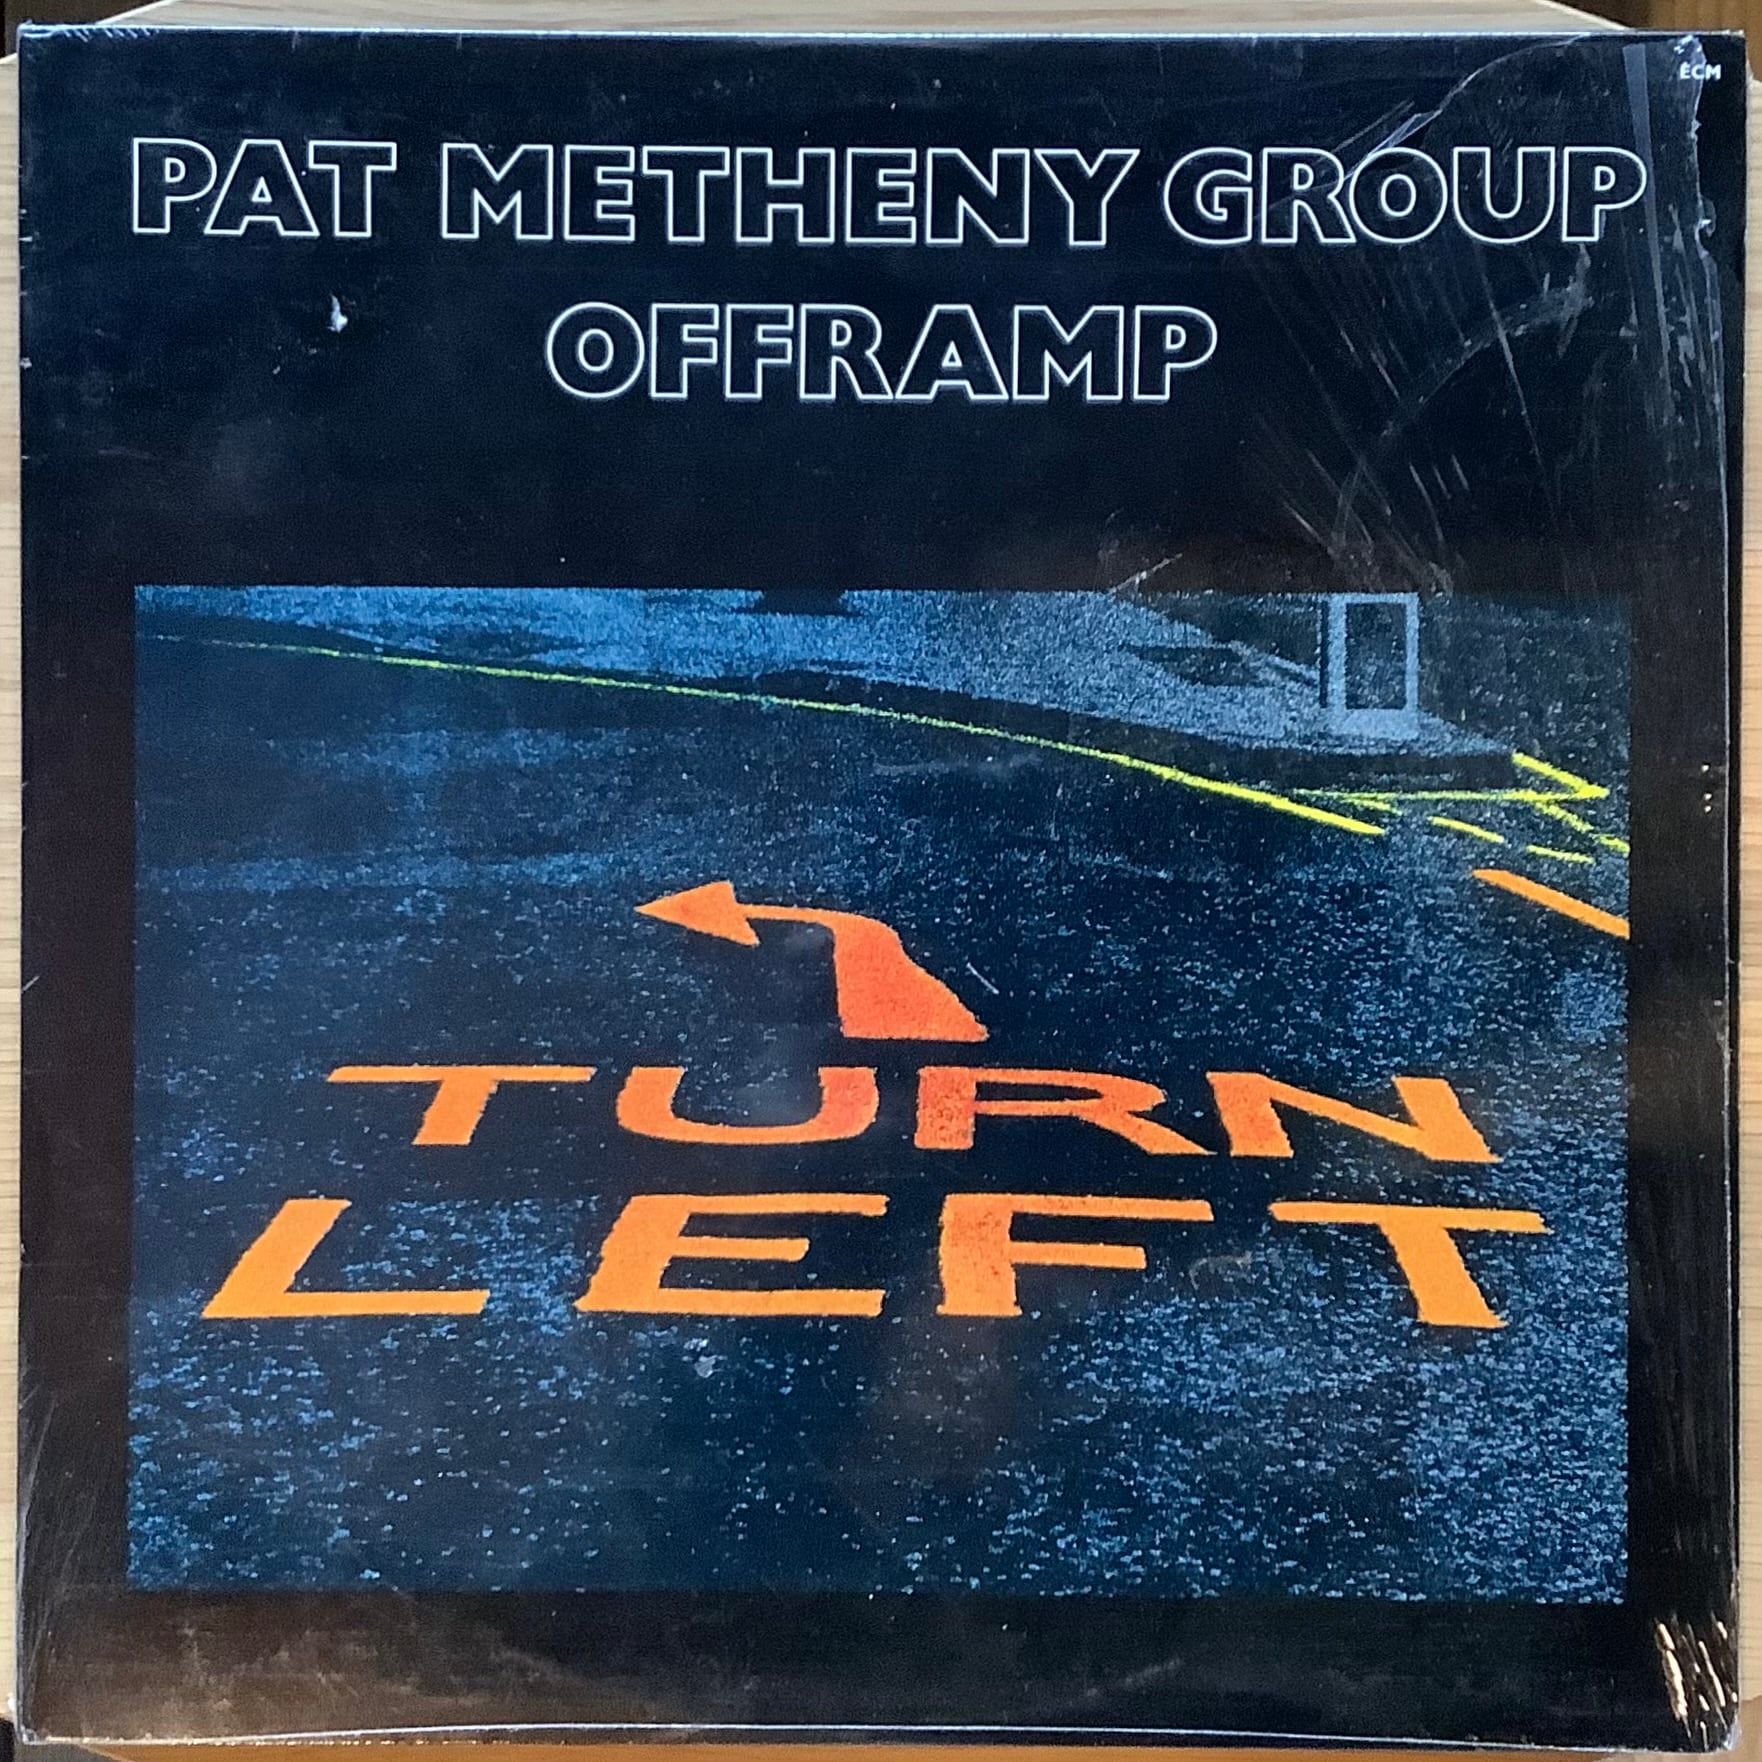 ECM
PAT METHENY GROUP
OFFRAMP
TURN
LEFT